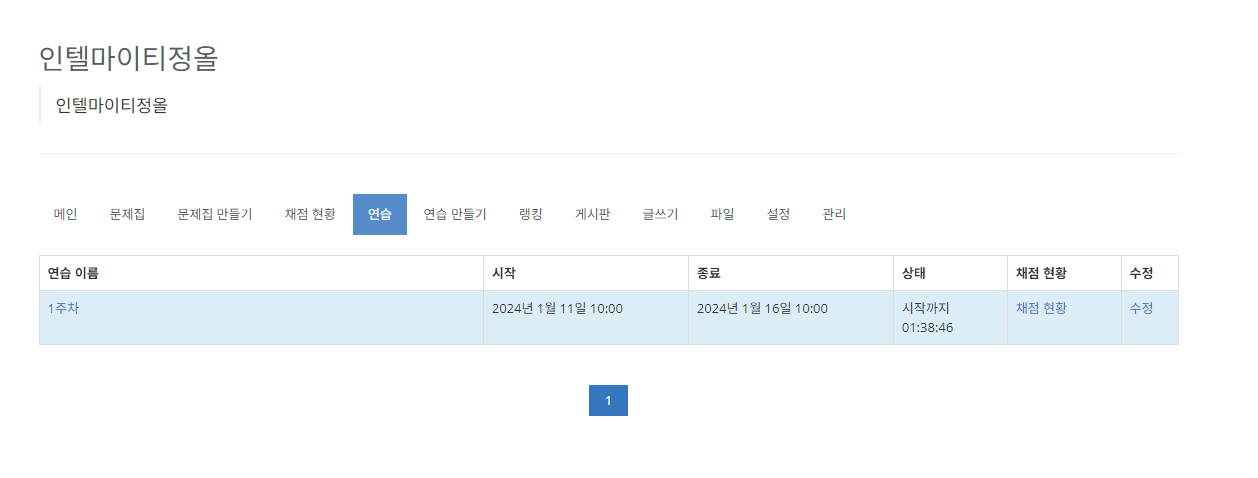 인텔마이티정올
인텔마이티정올
메인 문제집 문제집 만들기 채점 현황 연습 연습 만들기 랭킹 게시판 글쓰기 파일 설정 관리
연습 이름 시작 종료 상태 채점 현황 수정
1주차 2024년 1월 11일 10:00 2024년 1월 16일 10:00 시작까지 채점 현황 수정
01:38:46
1